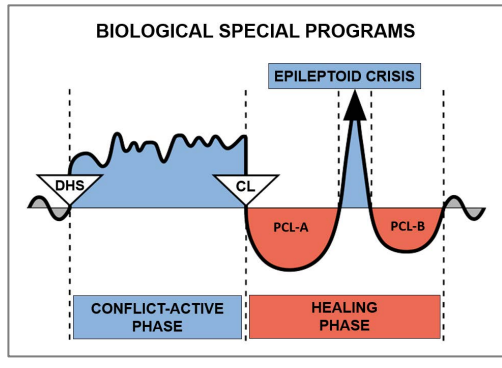 BIOLOGICAL SPECIAL PROGRAMS
EPILEPTOID CRISIS
DHS
CL
PCL-A
PCL-B
CONFLICT-ACTIVE
PHASE
HEALING
PHASE